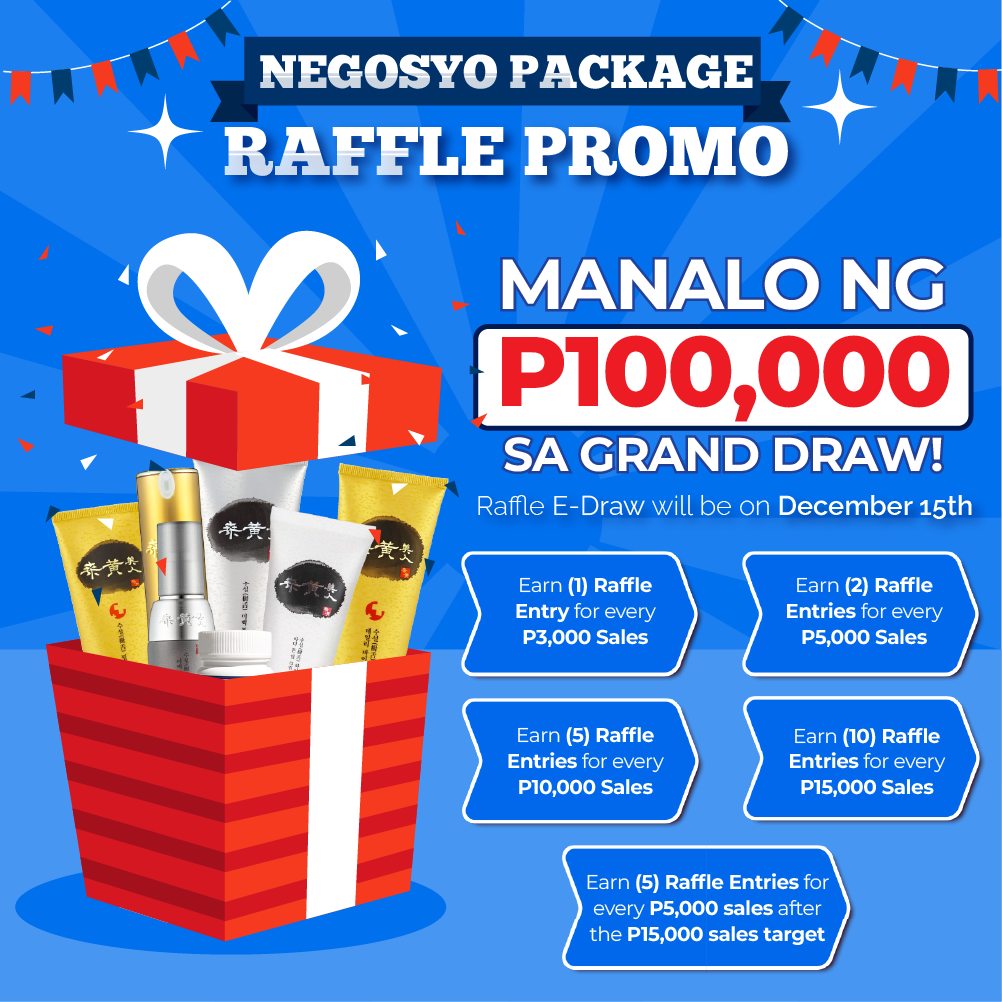 NEGOSYO PACKAGE
RAFFLE PROMO
MANALO NG
P100,000
SA GRAND DRAW!
Raffle E-Draw will be on December 15th
Earn (1) Raffle
Entry for every
P3,000 Sales
Earn (2) Raffle
Entries for every
P5,000 Sales
Earn (5) Raffle
Entries for every
P10,000 Sales
Earn (10) Raffle
Entries for every
P15,000 Sales
Earn (5) Raffle Entries for
every P5,000 sales after
the P15,000 sales target